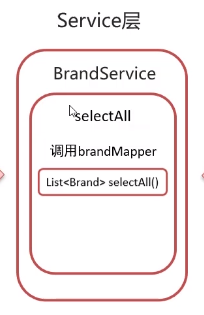 Service层
BrandService
selectAll
调用brandMapper
List<Brand> selectAll()